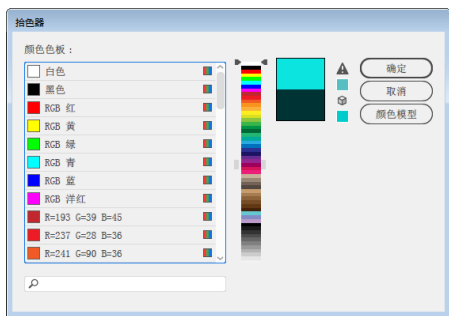 拾色器
颜色色板：
白色
黑色
RGB 红
RGB 黄
RGB 绿
RGB 青
RGB 蓝
RGB 洋红
R=193 G=39 B=45
R=237 G=28 B=36
R=241 G=90 B=36
确定
取消
颜色模型